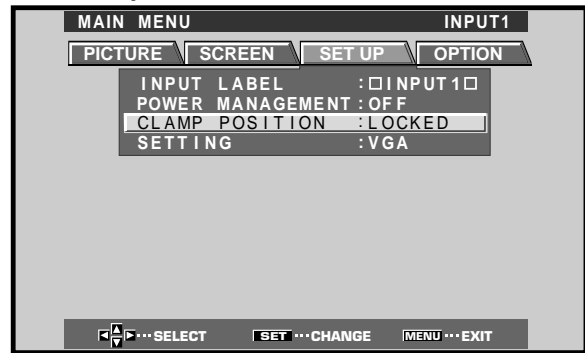 MAIN MENU INPUT1
PICTURE SCREEN SET UP OPTION
INPUT LABEL :□INPUT1□
POWER MANAGEMENT :OFF
CLAMP POSITION :LOCKED
SETTING :VGA
···SELECT SET ···CHANGE MENU ···EXIT